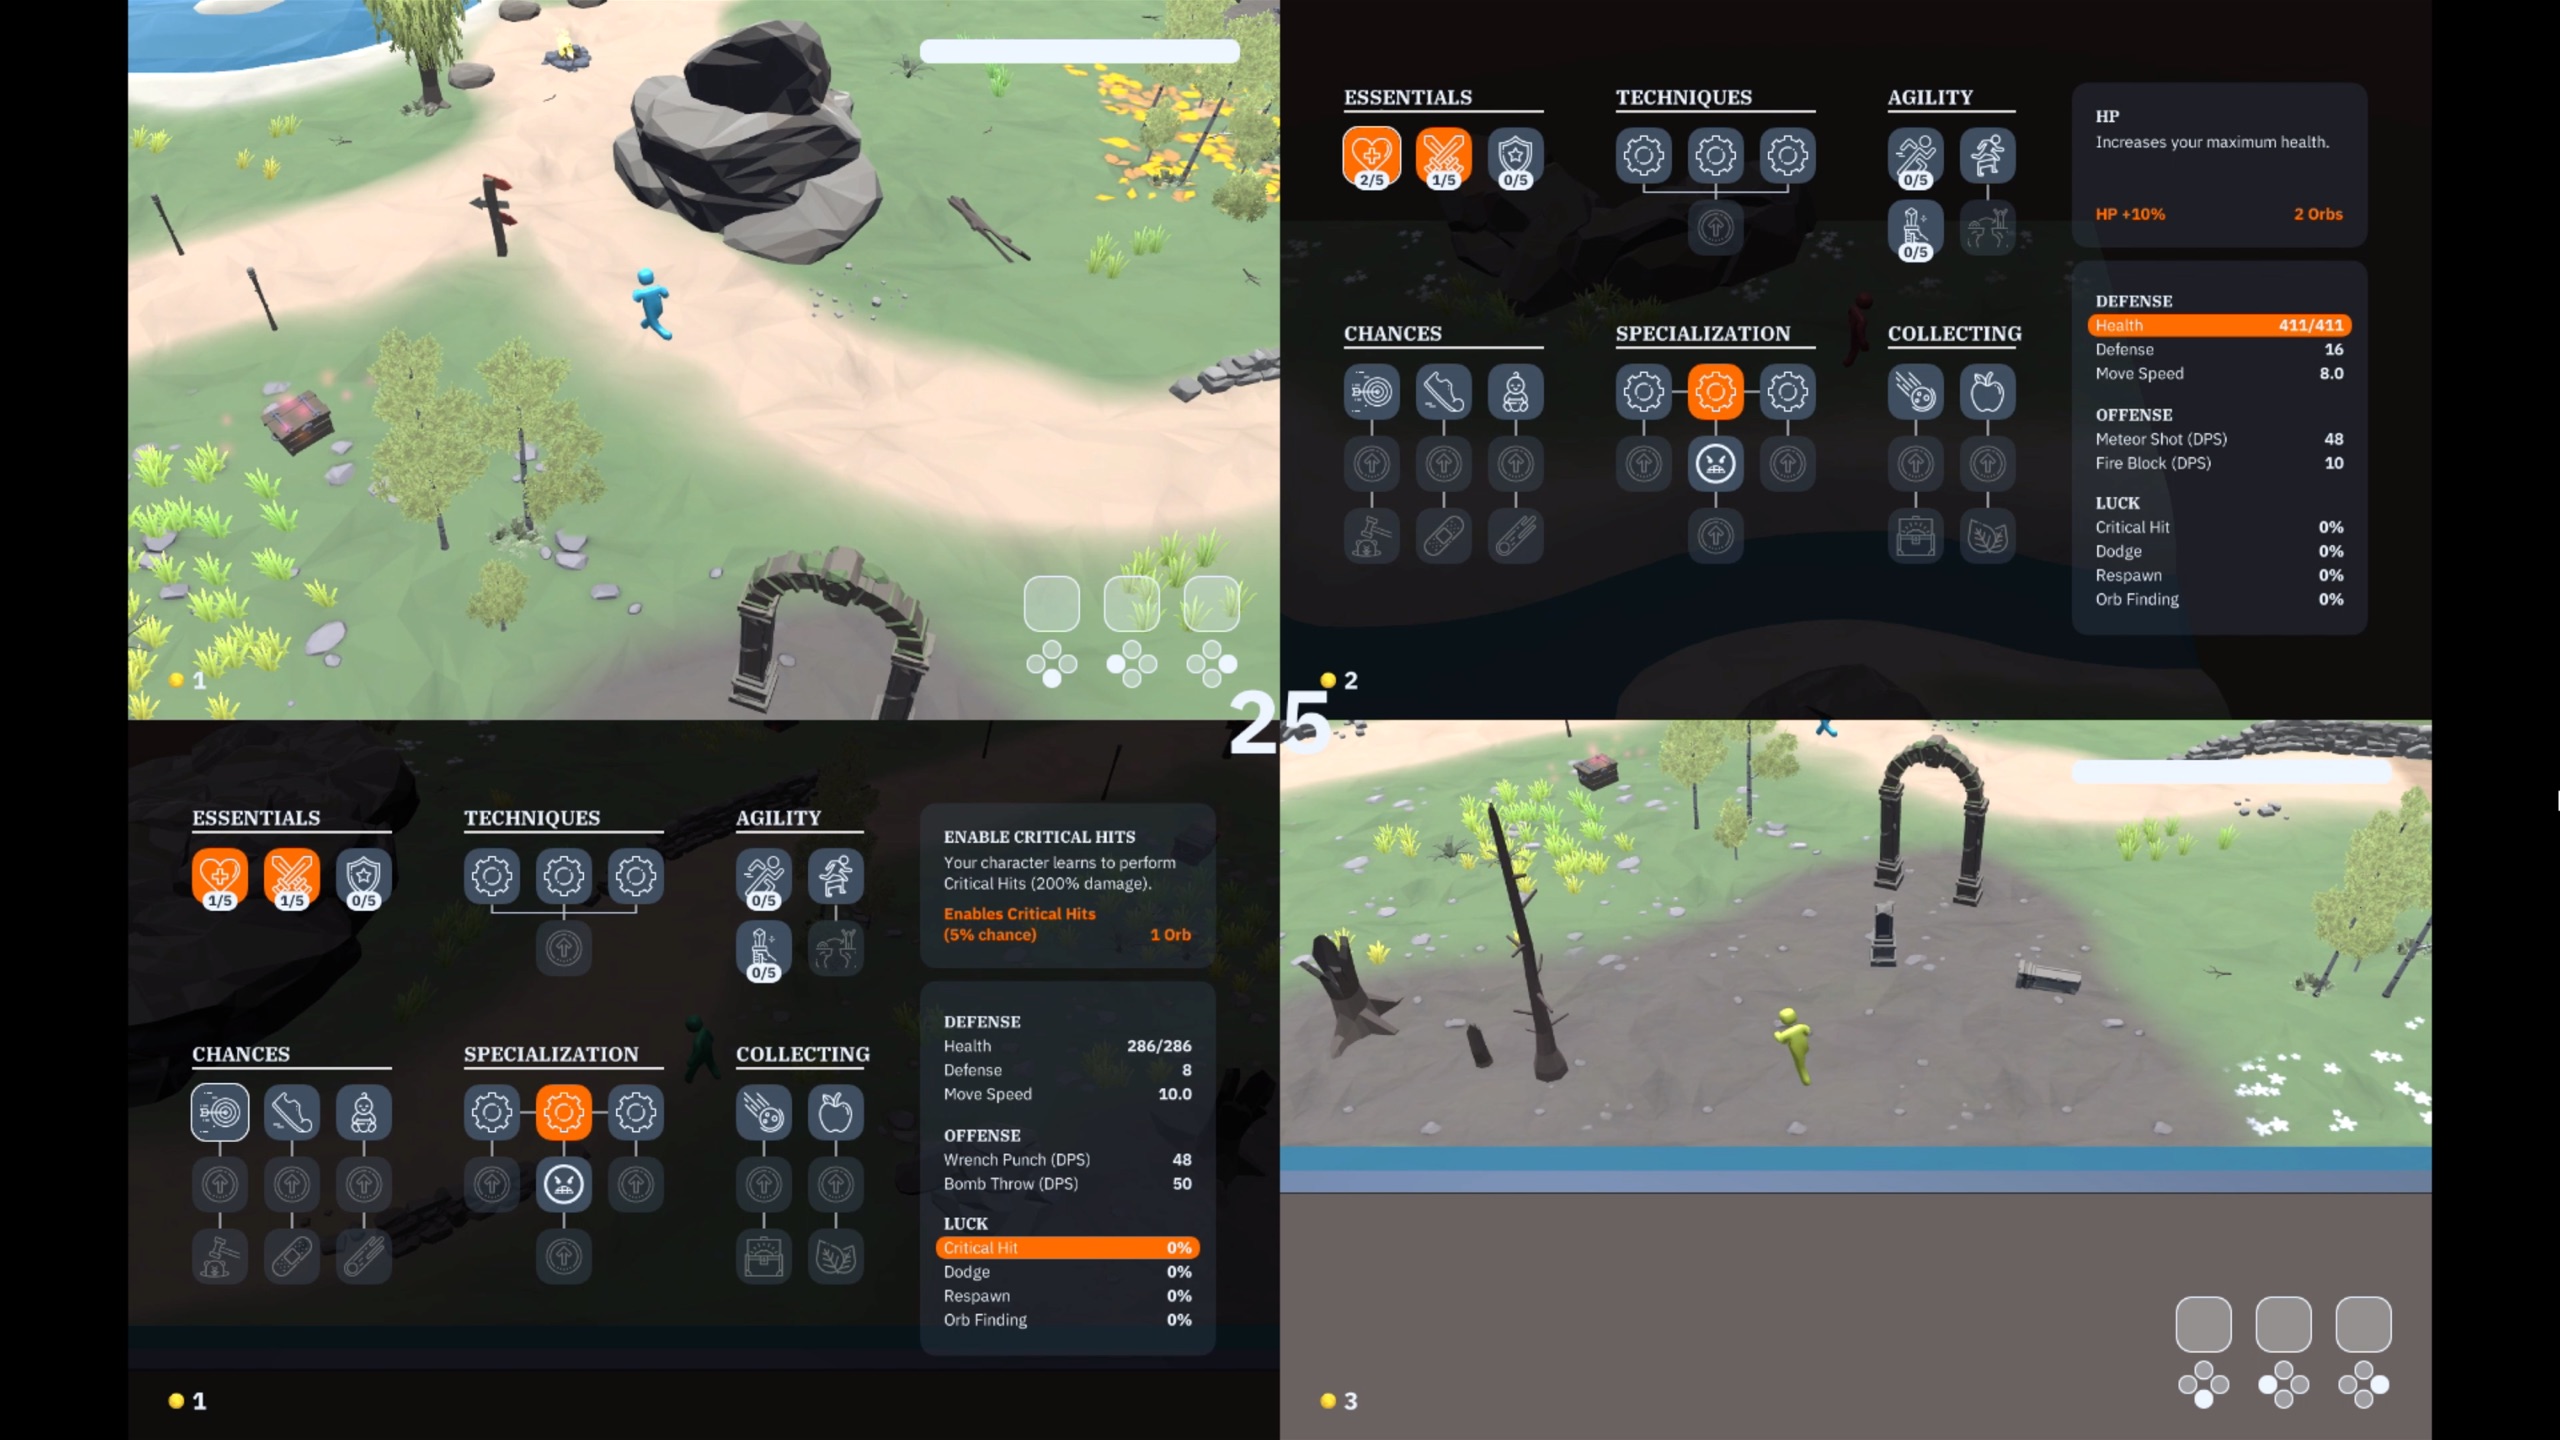 1
ESSENTIALS
2/5
1/5
0/5
TECHNIQUES
AGILITY
0/5
0/5
HP
Increases your maximum health.
HP +10%
2 Orbs
CHANCES
SPECIALIZATION
COLLECTING
DEFENSE
Health 411/411
Defense 16
Move Speed 8.0
OFFENSE
Meteor Shot (DPS) 48
Fire Block (DPS) 10
LUCK
Critical Hit 0%
Dodge 0%
Respawn 0%
Orb Finding 0%
2
25
ESSENTIALS
1/5
1/5
0/5
TECHNIQUES
AGILITY
0/5
0/5
ENABLE CRITICAL HITS
Your character learns to perform
Critical Hits (200% damage).
Enables Critical Hits
(5% chance) 1 Orb
CHANCES
SPECIALIZATION
COLLECTING
DEFENSE
Health 286/286
Defense 8
Move Speed 10.0
OFFENSE
Wrench Punch (DPS) 48
Bomb Throw (DPS) 50
LUCK
Critical Hit 0%
Dodge 0%
Respawn 0%
Orb Finding 0%
1
3